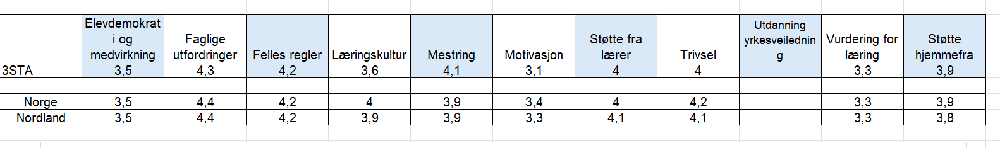 Elevdemokrat
i og
medvirkning
Faglige
utfordringer
Felles regler
Læringskultur
Mestring
Motivasjon
Støtte fra
lærer
Trivsel
Utdanning
yrkesveilednin
g
Vurdering for
læring
Støtte
hjemmefra
3STA 3,5 4,3 4,2 3,6 4,1 3,1 4 4 3,3 3,9
Norge 3,5 4,4 4,2 4 3,9 3,4 4 4,2 3,3 3,9
Nordland 3,5 4,4 4,2 3,9 3,9 3,3 4,1 4,1 3,3 3,8